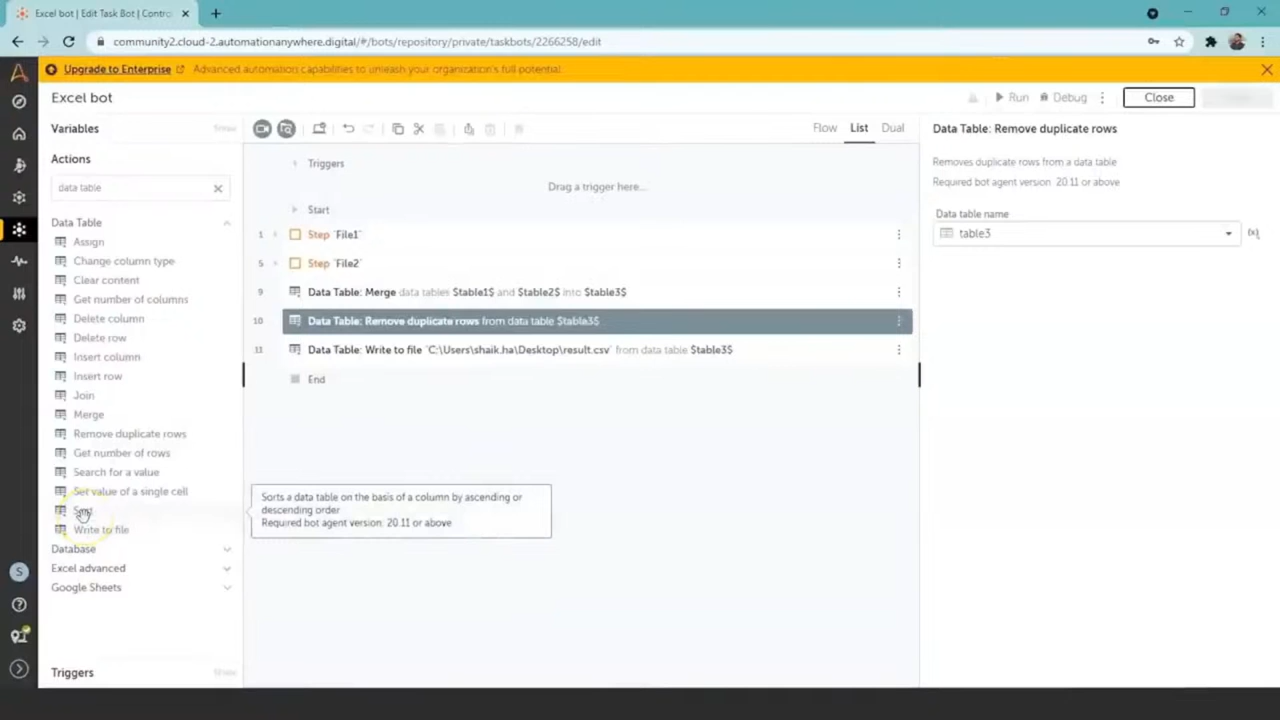 Excel bot | Edit Task Bot | Contro
community2.cloud-2.automationanywhere.digital/#/bots/repository/private/taskbots/2266258/edit
Upgrade to Enterprise Advanced automation capabilities to unleash your organization's full potential.
Excel bot
Run
Debug
Close
Variables
Show
Flow
List
Dual
Data Table: Remove duplicate rows
Actions
Triggers
Removes duplicate rows from a data table
data table
Drag a trigger here...
Required bot agent version: 20.11 or above
Start
Data table name
Data Table
1 Step `File1`
table3
Assign
Change column type
5 Step `File2`
Clear content
Get number of columns
9 Data Table: Merge data tables $table1$ and $table2$ into $table3$
Delete column
10 Data Table: Remove duplicate rows from data table $table3$
Delete row
Insert column
11 Data Table: Write to file `C:\Users\shaik.ha\Desktop\result.csv` from data table $table3$
Insert row
End
Join
Merge
Remove duplicate rows
Get number of rows
Search for a value
Set value of a single cell
Sorts a data table on the basis of a column by ascending or
descending order
Required bot agent version: 20.11 or above
Write to file
Database
Excel advanced
S
Google Sheets
Triggers
Show